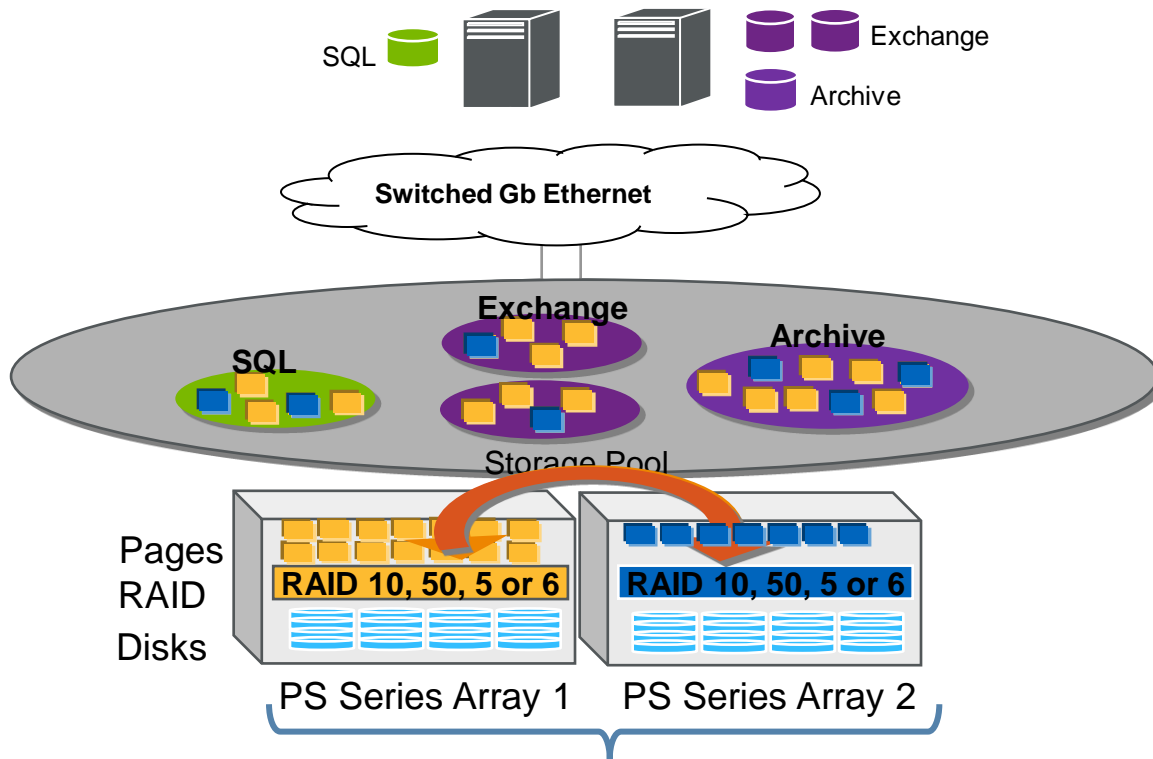 SQL
Exchange
Archive
Switched Gb Ethernet
Exchange
SQL
Archive
Storage Pool
Pages
RAID
RAID 10, 50, 5 or 6
RAID 10, 50, 5 or 6
Disks
PS Series Array 1
PS Series Array 2